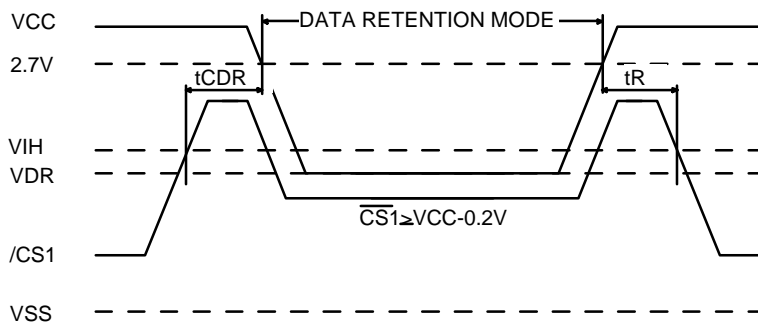 VCC
DATA RETENTION MODE
2.7V
tCDR
tR
VIH
VDR
CS1≥VCC-0.2V
/CS1
VSS